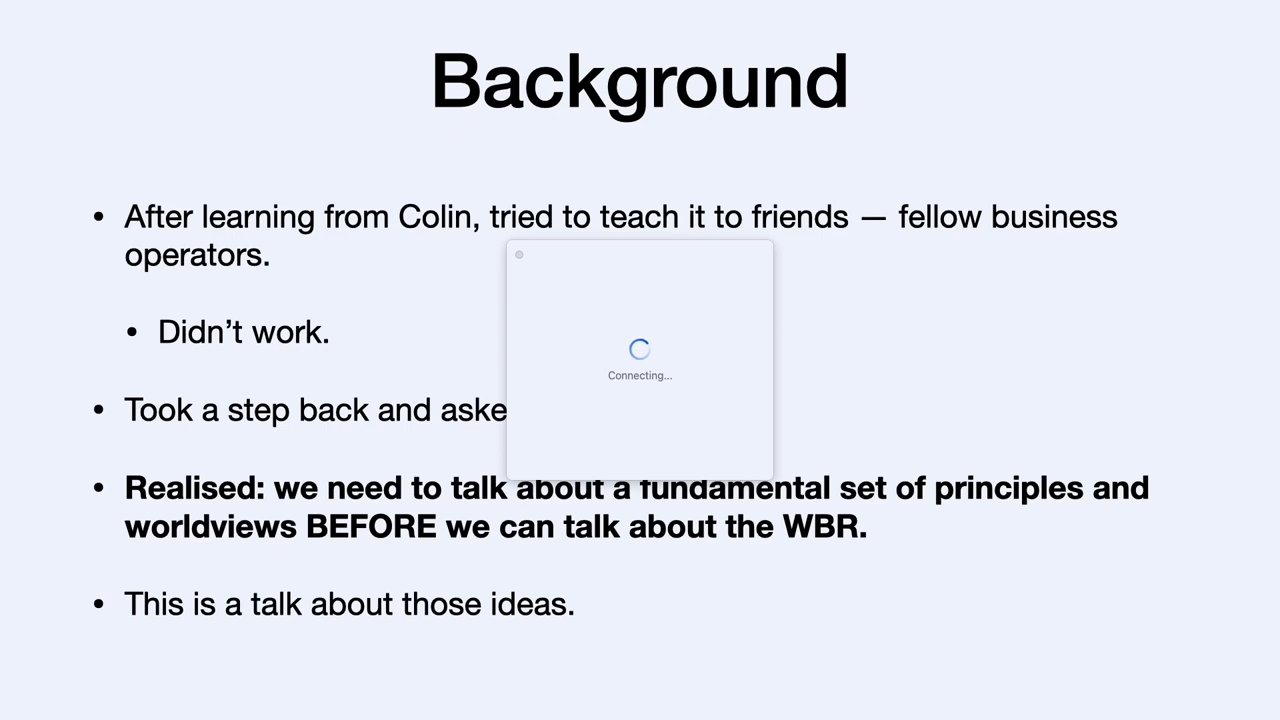 Background
• After learning from Colin, tried to teach it to friends — fellow business
operators.
• Didn’t work.
Connecting...
• Took a step back and
• Realised: we need to talk about a fundamental set of principles and
worldviews BEFORE we can talk about the WBR.
• This is a talk about those ideas.